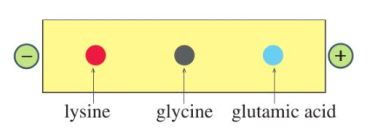 − +
lysine glycine glutamic acid